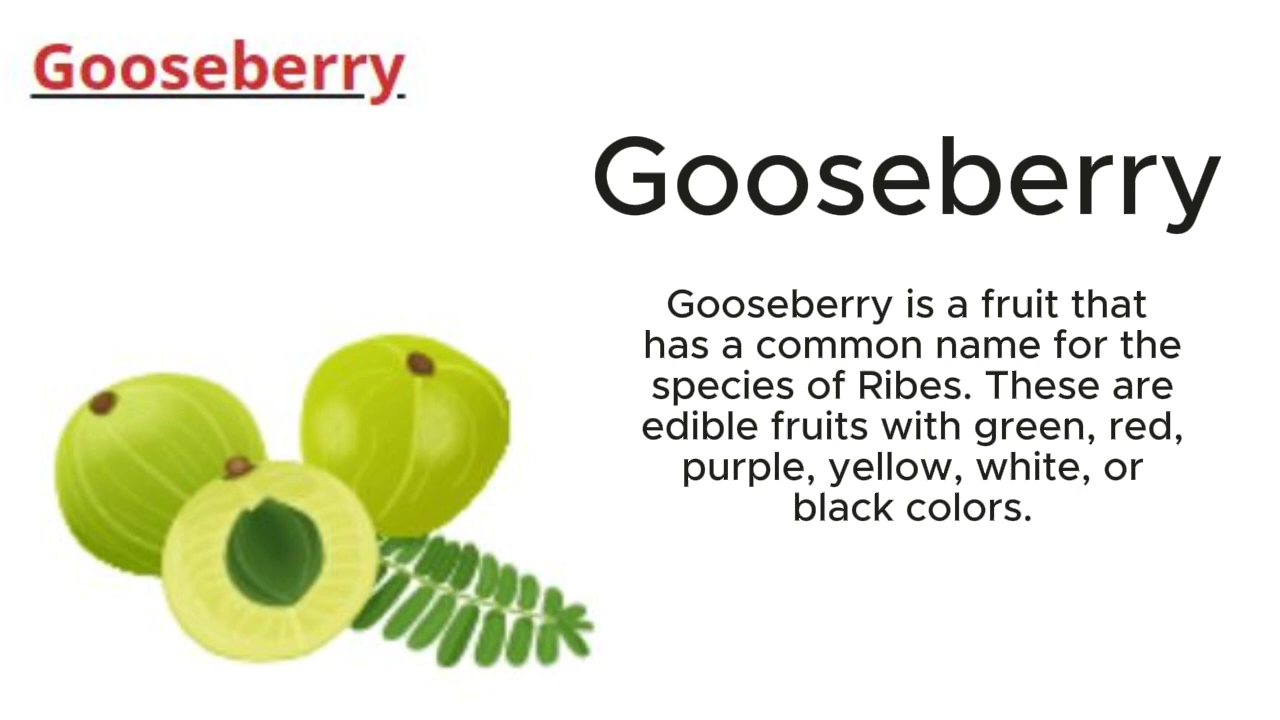 Gooseberry
Gooseberry
Gooseberry is a fruit that
has a common name for the
species of Ribes. These are
edible fruits with green, red,
purple, yellow, white, or
black colors.